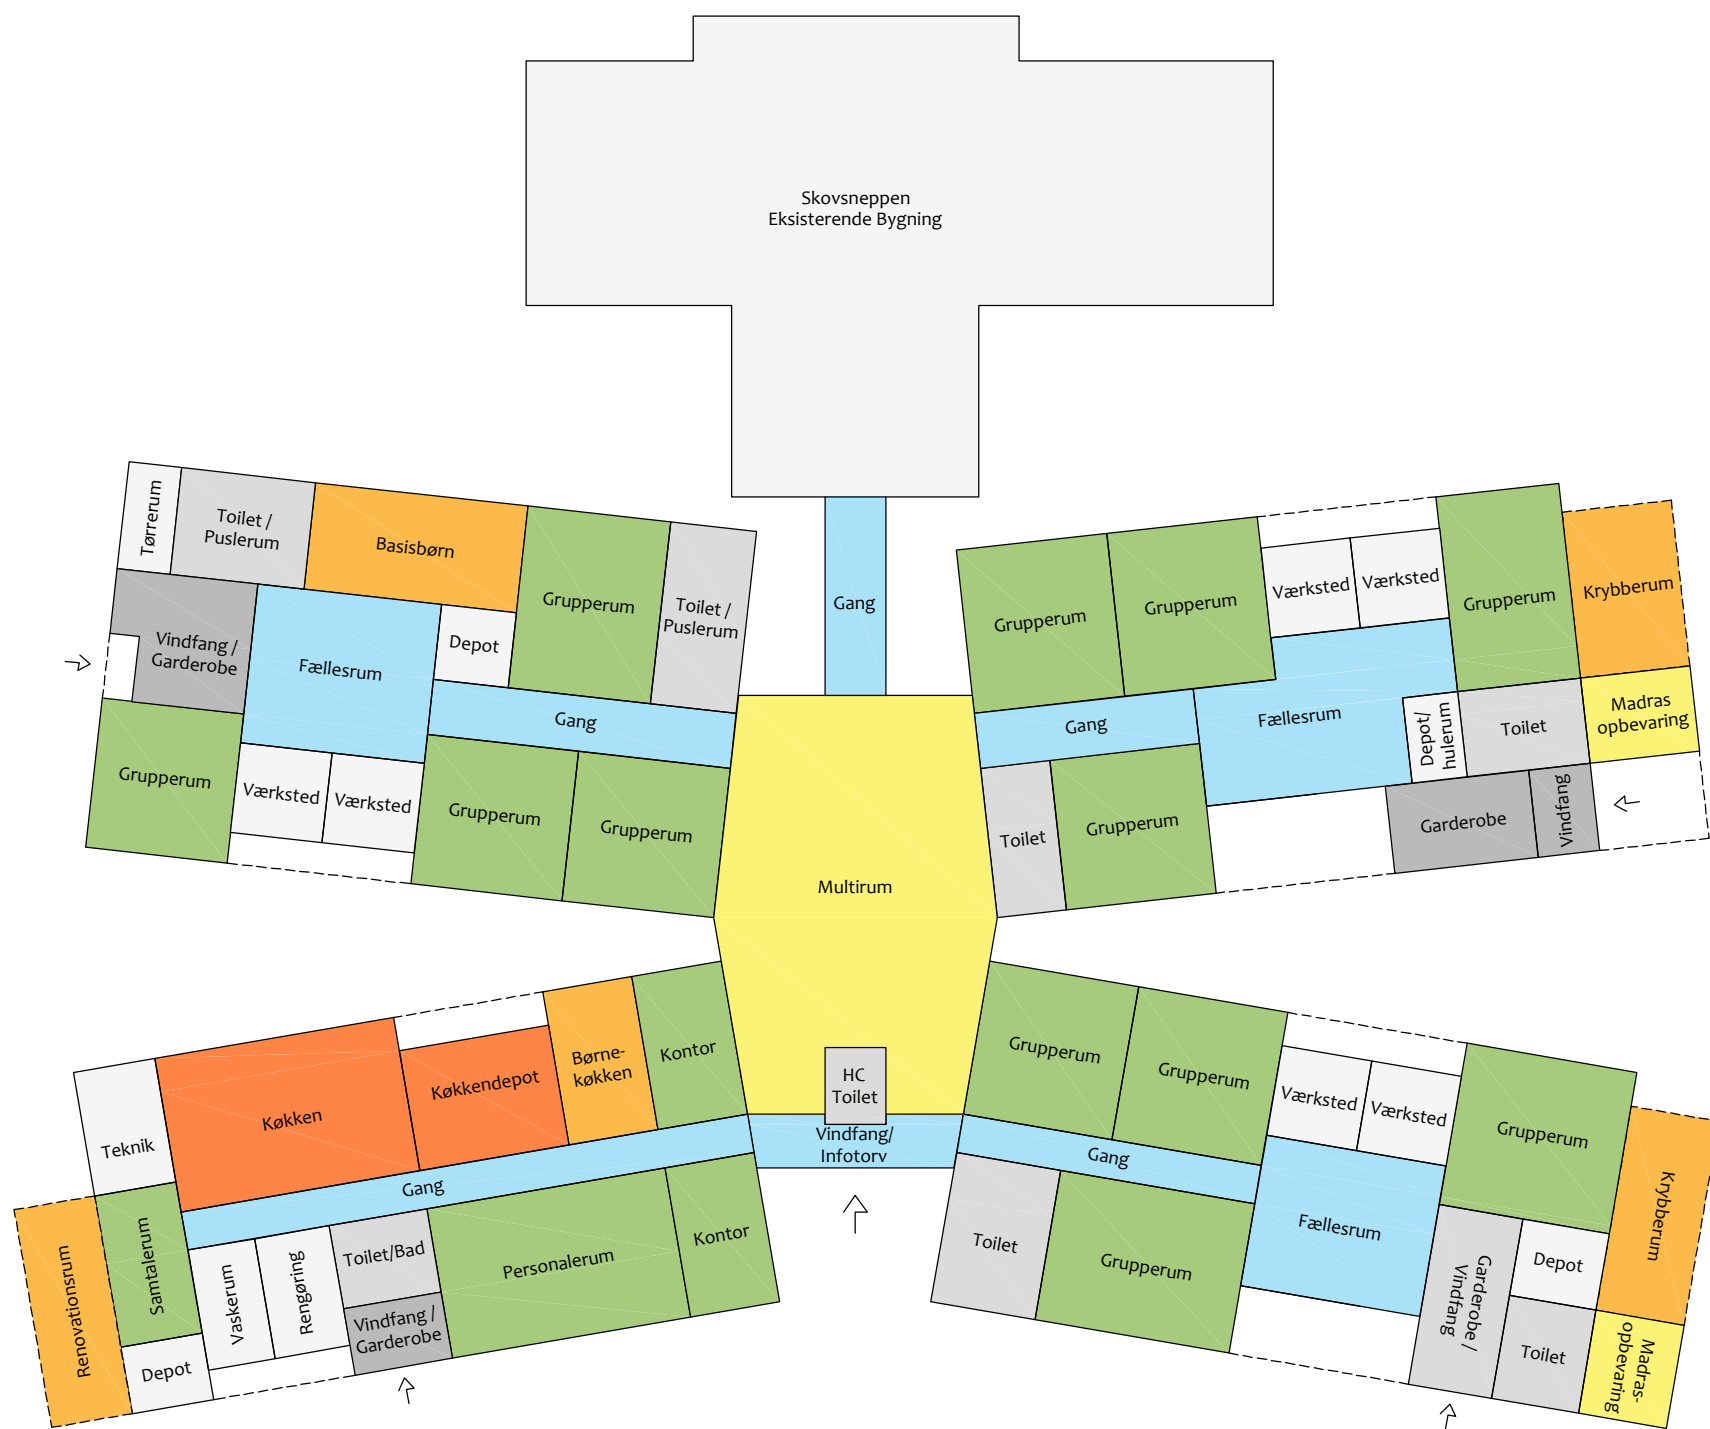 Skovsneppen
Eksisterende Bygning
Gang
Tørrerum
Toilet /
Puslerum
Basisbørn
Grupperum
Toilet /
Puslerum
Vindfang /
Garderobe
Fællesrum
Depot
Gang
Grupperum
Værksted
Værksted
Grupperum
Grupperum
Multirum
Grupperum
Grupperum
Værksted
Værksted
Grupperum
Krybberum
Gang
Fællesrum
Depot/
hulerum
Toilet
Madras
opbevaring
Toilet
Grupperum
Garderobe
Vindfang
Teknik
Køkken
Køkkendepot
Børne-
køkken
Kontor
Gang
Renovationsrum
Samtalerum
Depot
Vaskerum
Rengøring
Toilet/Bad
Vindfang /
Garderobe
Personalerum
Kontor
HC
Toilet
Vindfang/
Infotorv
Grupperum
Grupperum
Værksted
Værksted
Grupperum
Krybberum
Gang
Toilet
Grupperum
Fællesrum
Garderobe /
Vindfang
Depot
Toilet
Madras-
opbevaring